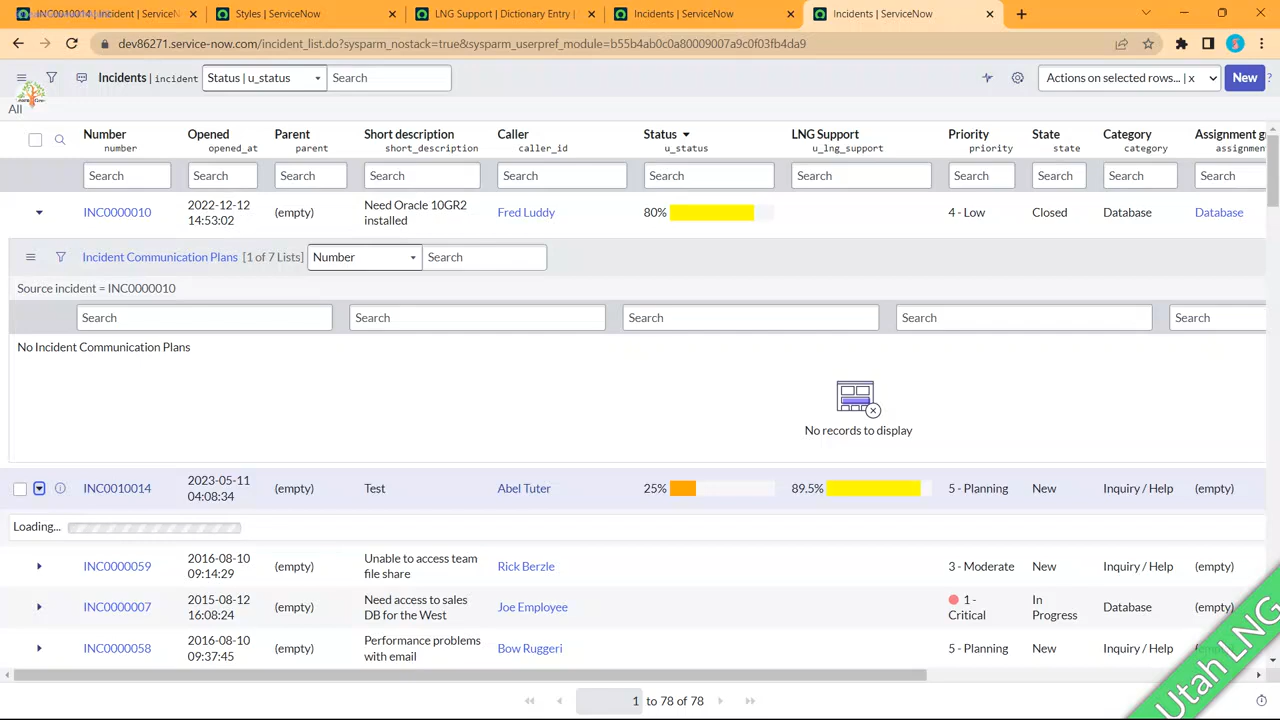 INC0010014 | Incident | ServiceN
Styles | ServiceNow
LNG Support | Dictionary Entry |
Incidents | ServiceNow
Incidents | ServiceNow
dev86271.service-now.com/incident_list.do?sysparm_nostack=true&sysparm_userpref_module=b55b4ab0c0a80009007a9c0f03fb4da9
Incidents | incident
Status | u_status
Search
Actions on selected rows... | x
New
?
All
Number
Opened
Parent
Short description
Caller
Status
LNG Support
Priority
State
Category
Assignment g
number
opened_at
parent
short_description
caller_id
u_status
u_lng_support
priority
state
category
assignment
Search Search Search Search Search Search Search Search Search Search Search
INC0000010
2022-12-12
14:53:02
(empty)
Need Oracle 10GR2
installed
Fred Luddy
80%
4 - Low
Closed
Database
Database
Incident Communication Plans [1 of 7 Lists]
Number
Search
Source incident = INC0000010
Search Search Search Search Search
No Incident Communication Plans
No records to display
INC0010014
2023-05-11
04:08:34
(empty)
Test
Abel Tuter
25%
89.5%
5 - Planning
New
Inquiry / Help
(empty)
Loading...
INC0000059
2016-08-10
09:14:29
(empty)
Unable to access team
file share
Rick Berzle
3 - Moderate
New
Inquiry / Help
(empty)
INC0000007
2015-08-12
16:08:24
(empty)
Need access to sales
DB for the West
Joe Employee
1 -
Critical
In
Progress
Database
(empty)
INC0000058
2016-08-10
09:37:45
(empty)
Performance problems
with email
Bow Ruggeri
5 - Planning
New
Inquiry / Help
1 to 78 of 78
Utah LNG